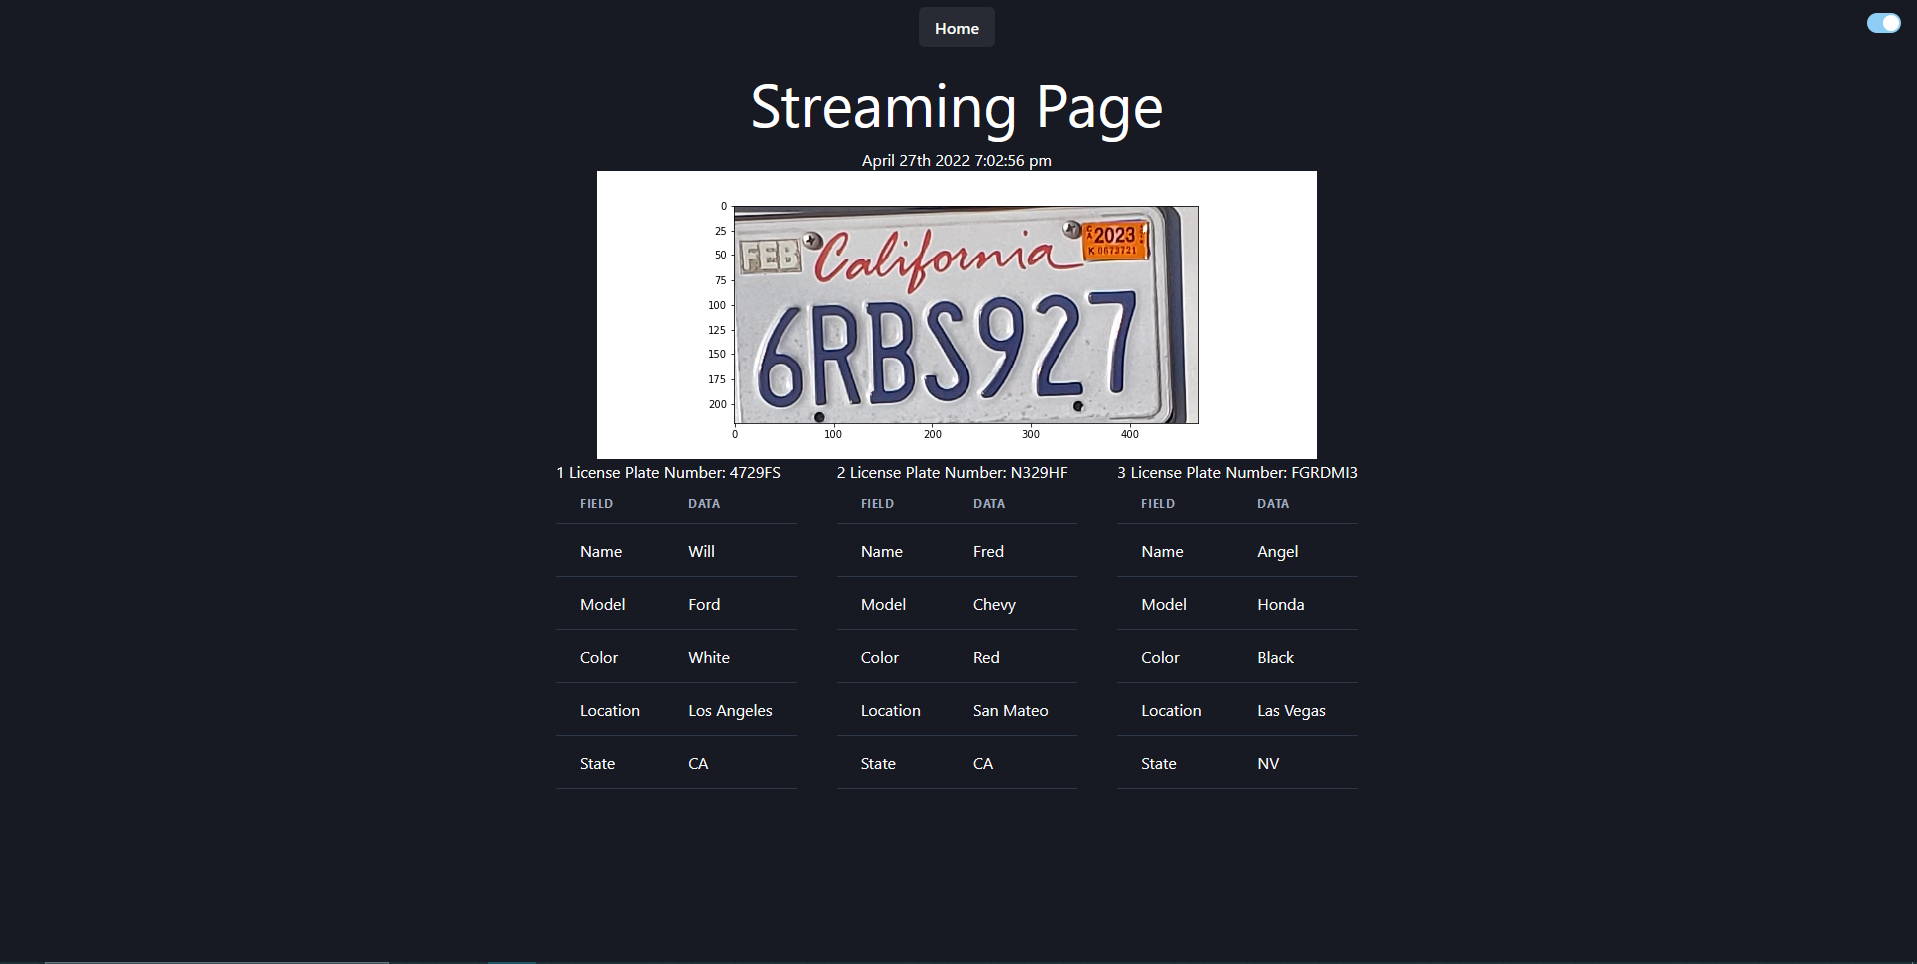 Home
Streaming Page
April 27th 2022 7:02:56 pm
0
25
50
75
100
125
150
175
200
0 100 200 300 400
FEB California CA 2023
K 0673721
6RBS927
1 License Plate Number: 4729FS
FIELD DATA
Name Will
Model Ford
Color White
Location Los Angeles
State CA
2 License Plate Number: N329HF
FIELD DATA
Name Fred
Model Chevy
Color Red
Location San Mateo
State CA
3 License Plate Number: FGRDMI3
FIELD DATA
Name Angel
Model Honda
Color Black
Location Las Vegas
State NV